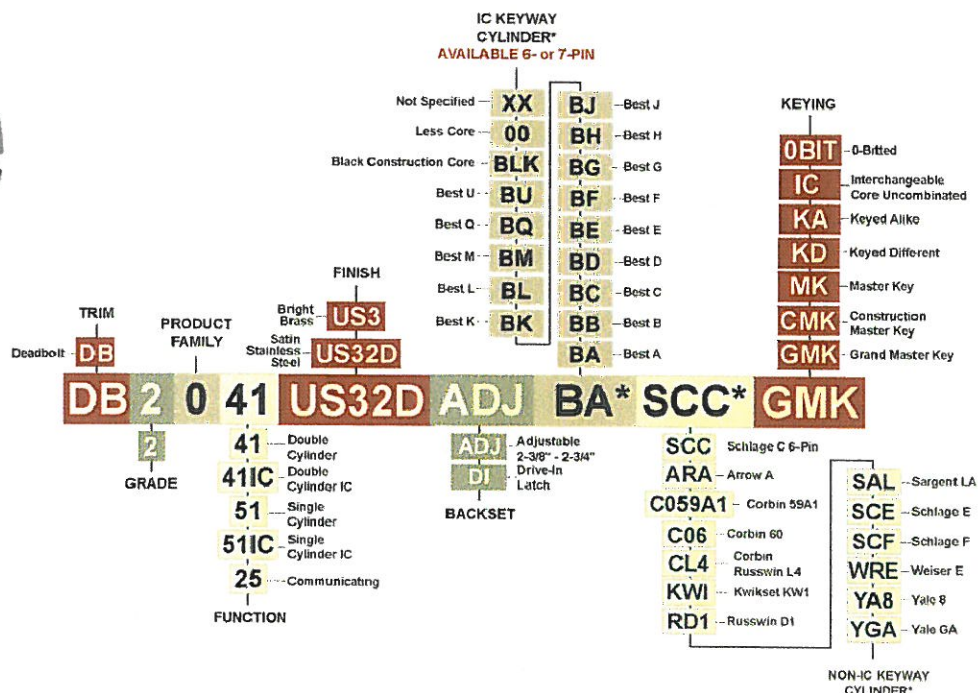 IC KEYWAY
CYLINDER*
AVAILABLE 6- or 7-PIN
Not Specified XX
Less Core 00
Black Construction Core BLK
Best U BU
Best Q BQ
Best M BM
Best L BL
Best K BK
BJ Best J
BH Best H
BG Best G
BF Best F
BE Best E
BD Best D
BC Best C
BB Best B
BA Best A
KEYING
0BIT 0-Bitted
IC Interchangeable
Core Uncombinated
KA Keyed Alike
KD Keyed Different
MK Master Key
CMK Construction
Master Key
GMK Grand Master Key
TRIM
Deadbolt DB
PRODUCT
FAMILY
FINISH
Bright
Brass US3
Satin
Stainless
Steel US32D
DB 2 0 41 US32D ADJ BA* SCC* GMK
2
GRADE
41 Double
Cylinder
41IC Double
Cylinder IC
51 Single
Cylinder
51IC Single
Cylinder IC
25 Communicating
FUNCTION
ADJ Adjustable
2-3/8" - 2-3/4"
DI Drive-In
Latch
BACKSET
SCC Schlage C 6-Pin
ARA Arrow A
C059A1 Corbin 59A1
C06 Corbin 60
CL4 Corbin
Russwin L4
KWI Kwikset KW1
RD1 Russwin D1
SAL Sargent LA
SCE Schlage E
SCF Schlage F
WRE Weiser E
YA8 Yale 8
YGA Yale GA
NON-IC KEYWAY
CYLINDER*